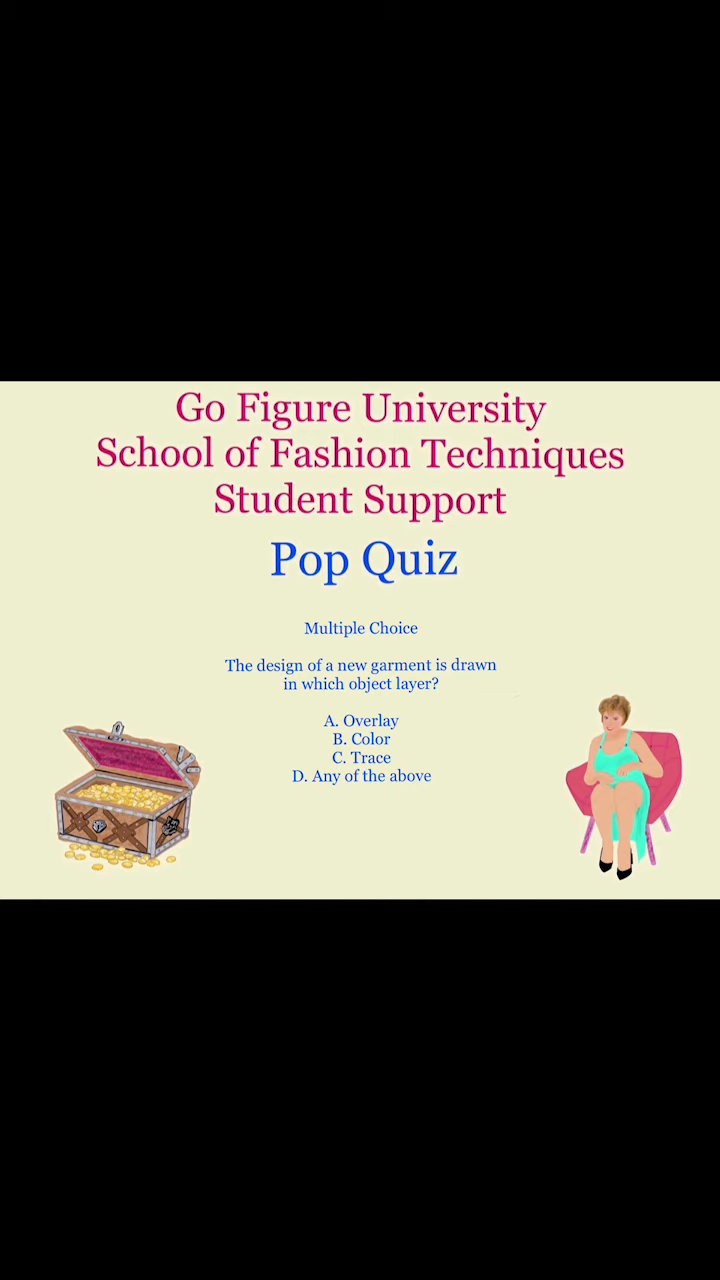 Go Figure University
School of Fashion Techniques
Student Support
Pop Quiz
Multiple Choice
The design of a new garment is drawn
in which object layer?
A. Overlay
B. Color
C. Trace
D. Any of the above